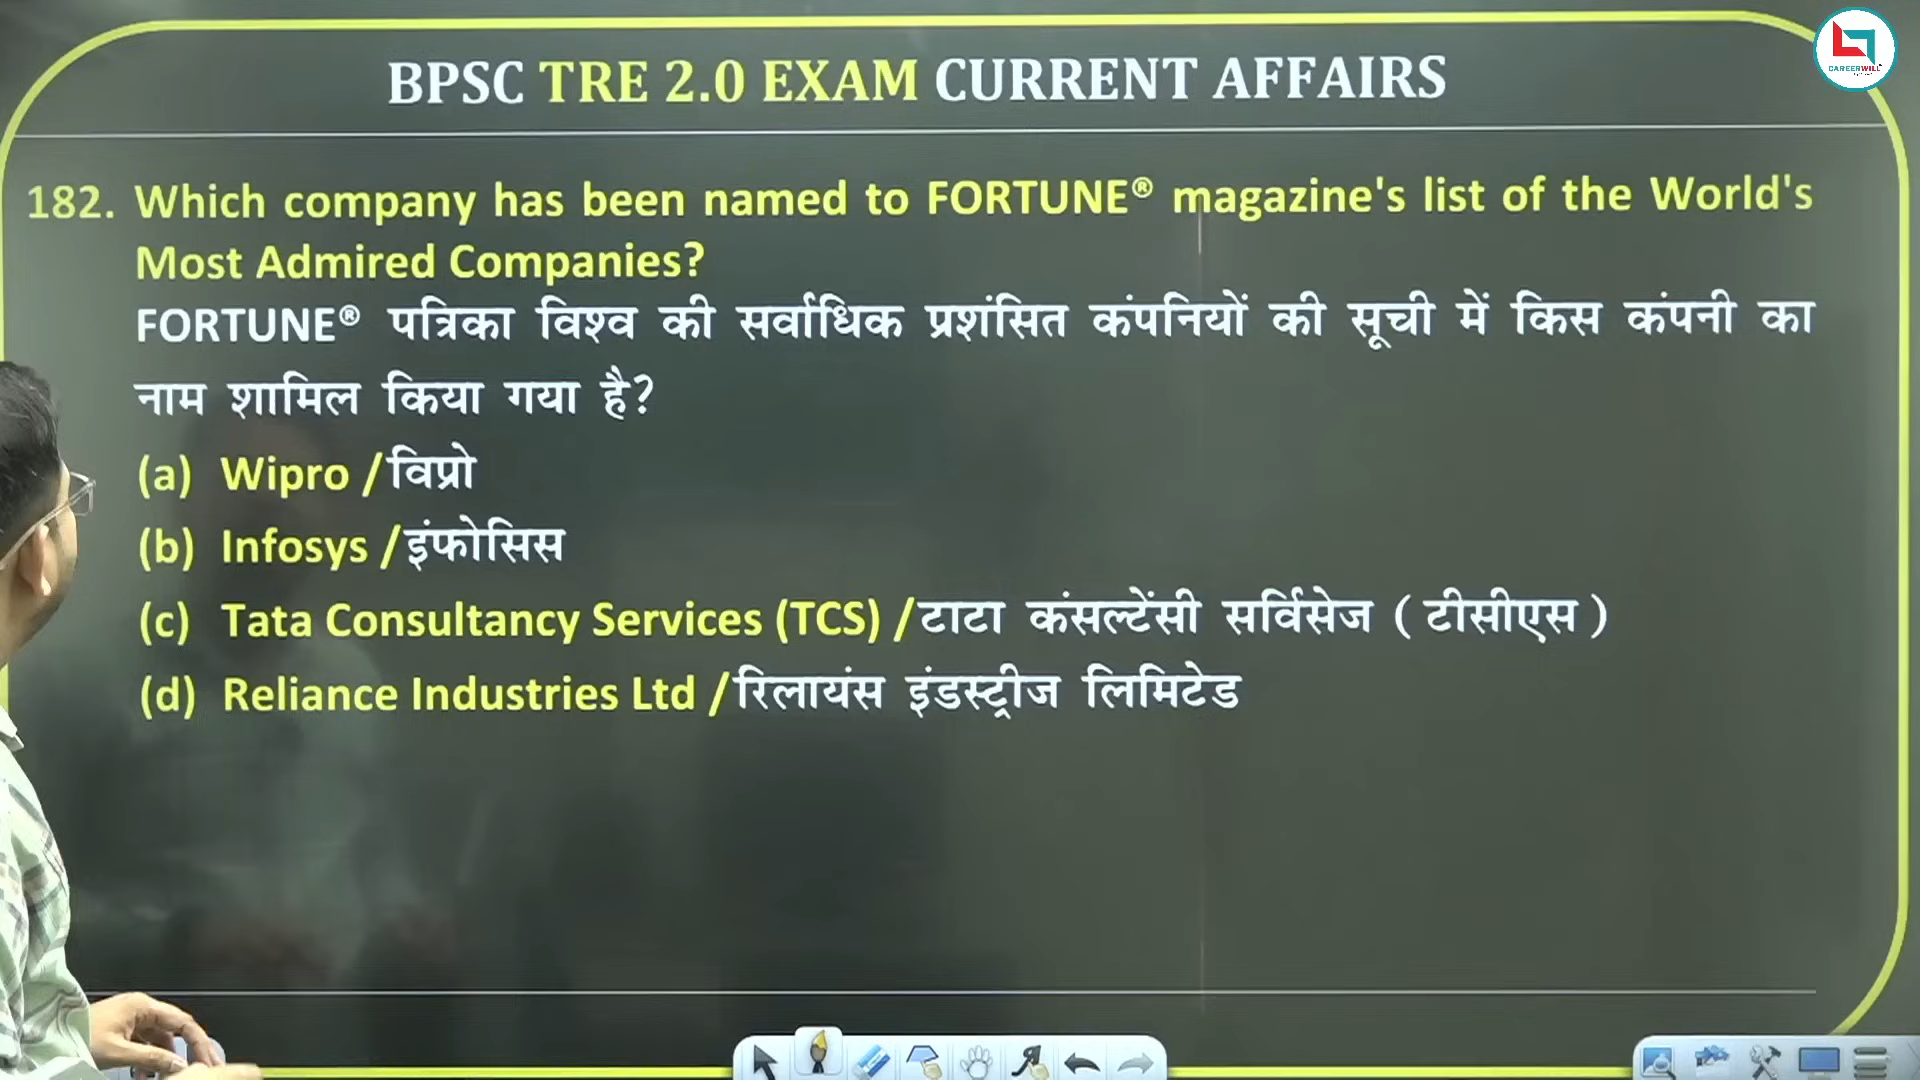 BPSC TRE 2.0 EXAM CURRENT AFFAIRS
CAREERWILL
182. Which company has been named to FORTUNE® magazine's list of the World's
Most Admired Companies?
FORTUNE® पत्रिका विश्व की सर्वाधिक प्रशंसित कंपनियों की सूची में किस कंपनी का
नाम शामिल किया गया है?
(a) Wipro /विप्रो
(b) Infosys /इंफोसिस
(c) Tata Consultancy Services (TCS) /टाटा कंसल्टेंसी सर्विसेज ( टीसीएस )
(d) Reliance Industries Ltd /रिलायंस इंडस्ट्रीज लिमिटेड